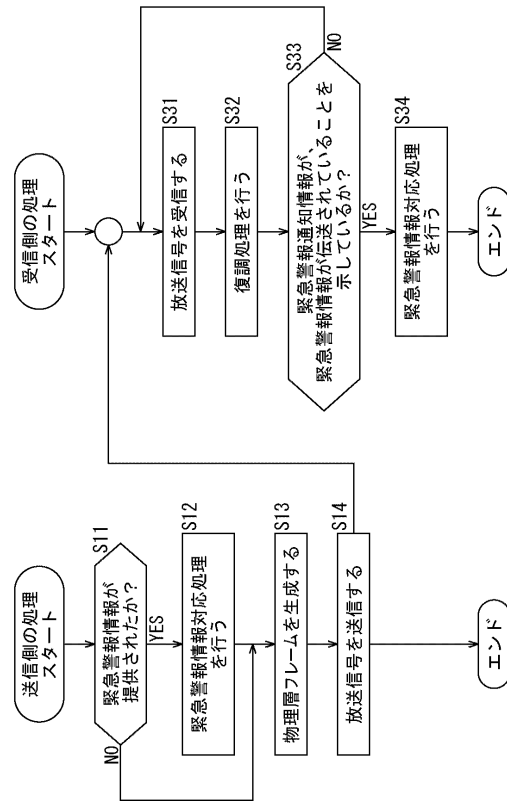 送信側の処理
スタート
S11
緊急警報情報が
提供されたか？
NO
YES
S12
緊急警報情報対応処理
を行う
S13
物理層フレームを生成する
S14
放送信号を送信する
エンド
受信側の処理
スタート
S31
放送信号を受信する
S32
復調処理を行う
S33
緊急警報通知情報が、
緊急警報情報が伝送されていることを
示しているか？
NO
YES
S34
緊急警報情報対応処理
を行う
エンド